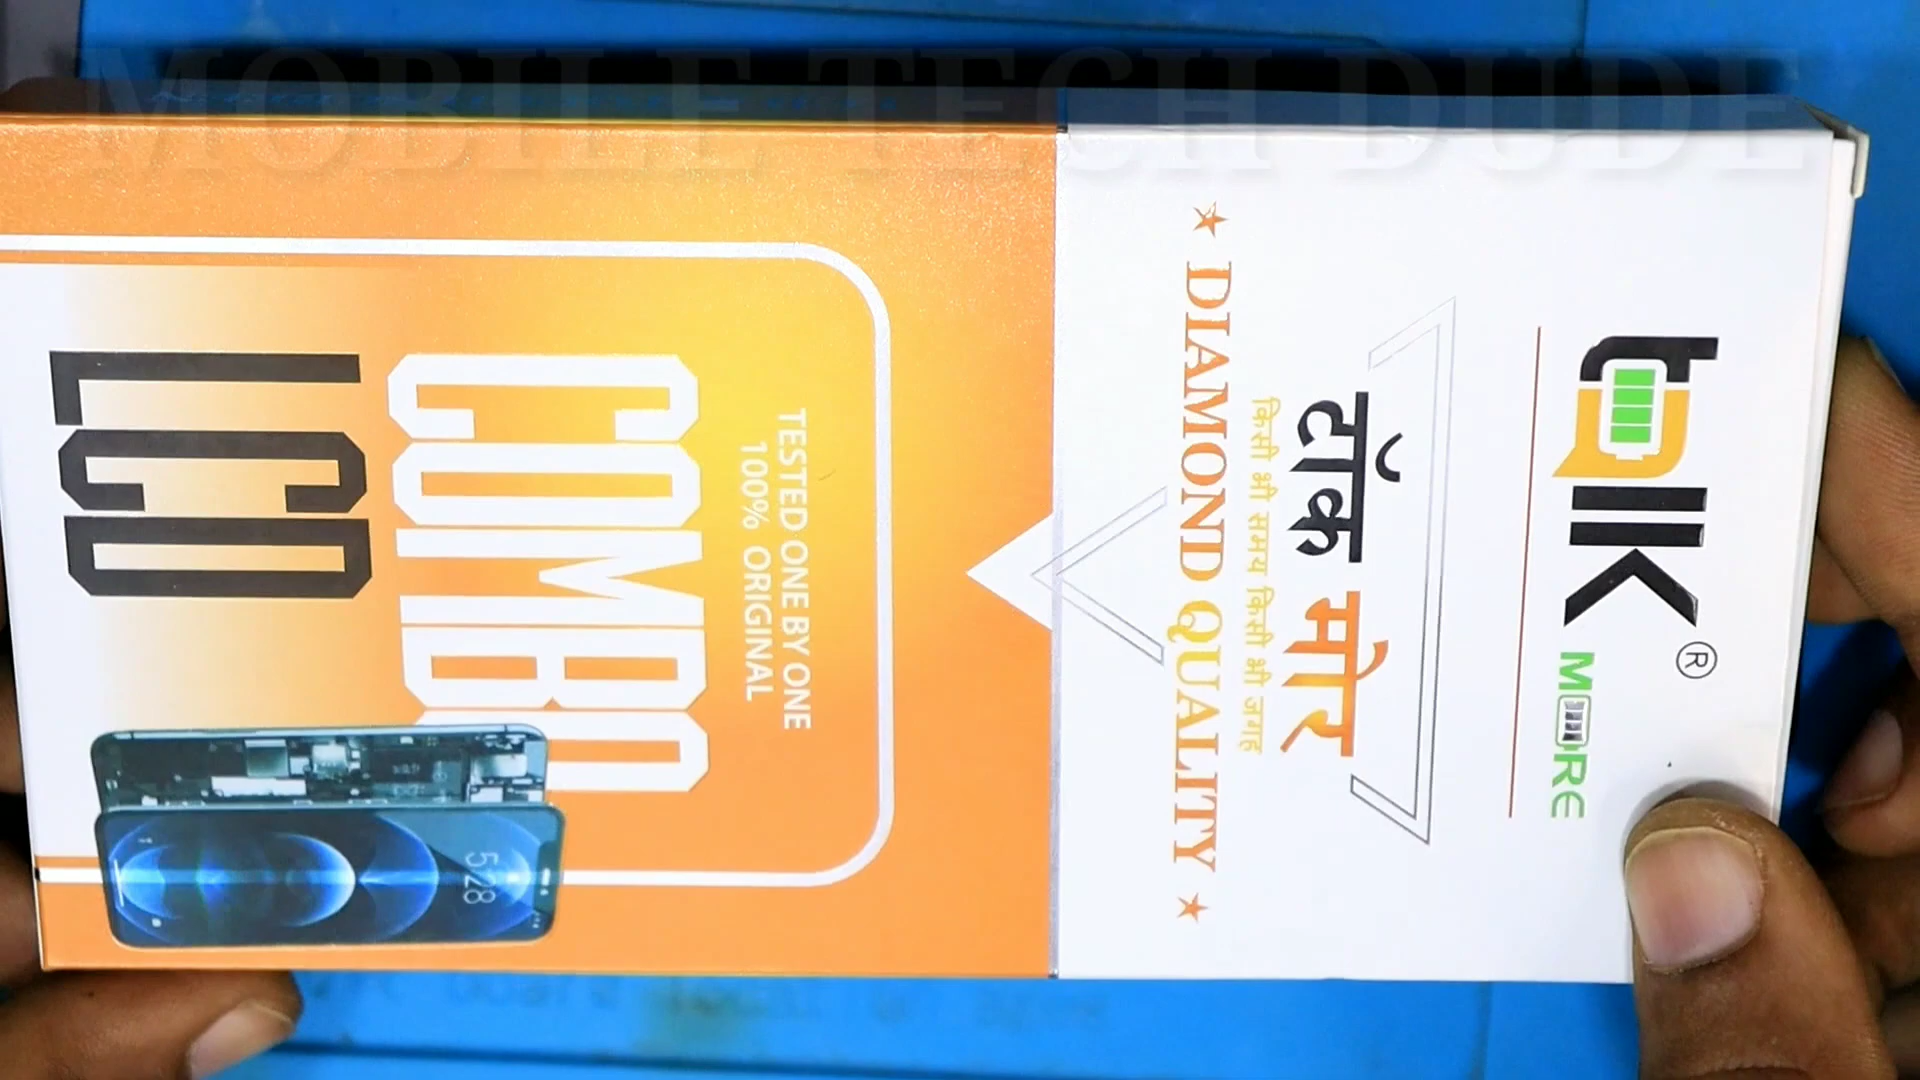 MOBILE TECH DUDE
talk®
MORE
टॉक मोर
किसी भी समय किसी भी जगह
★ DIAMOND QUALITY ★
TESTED ONE BY ONE
100% ORIGINAL
COMBO
LCD
5:28